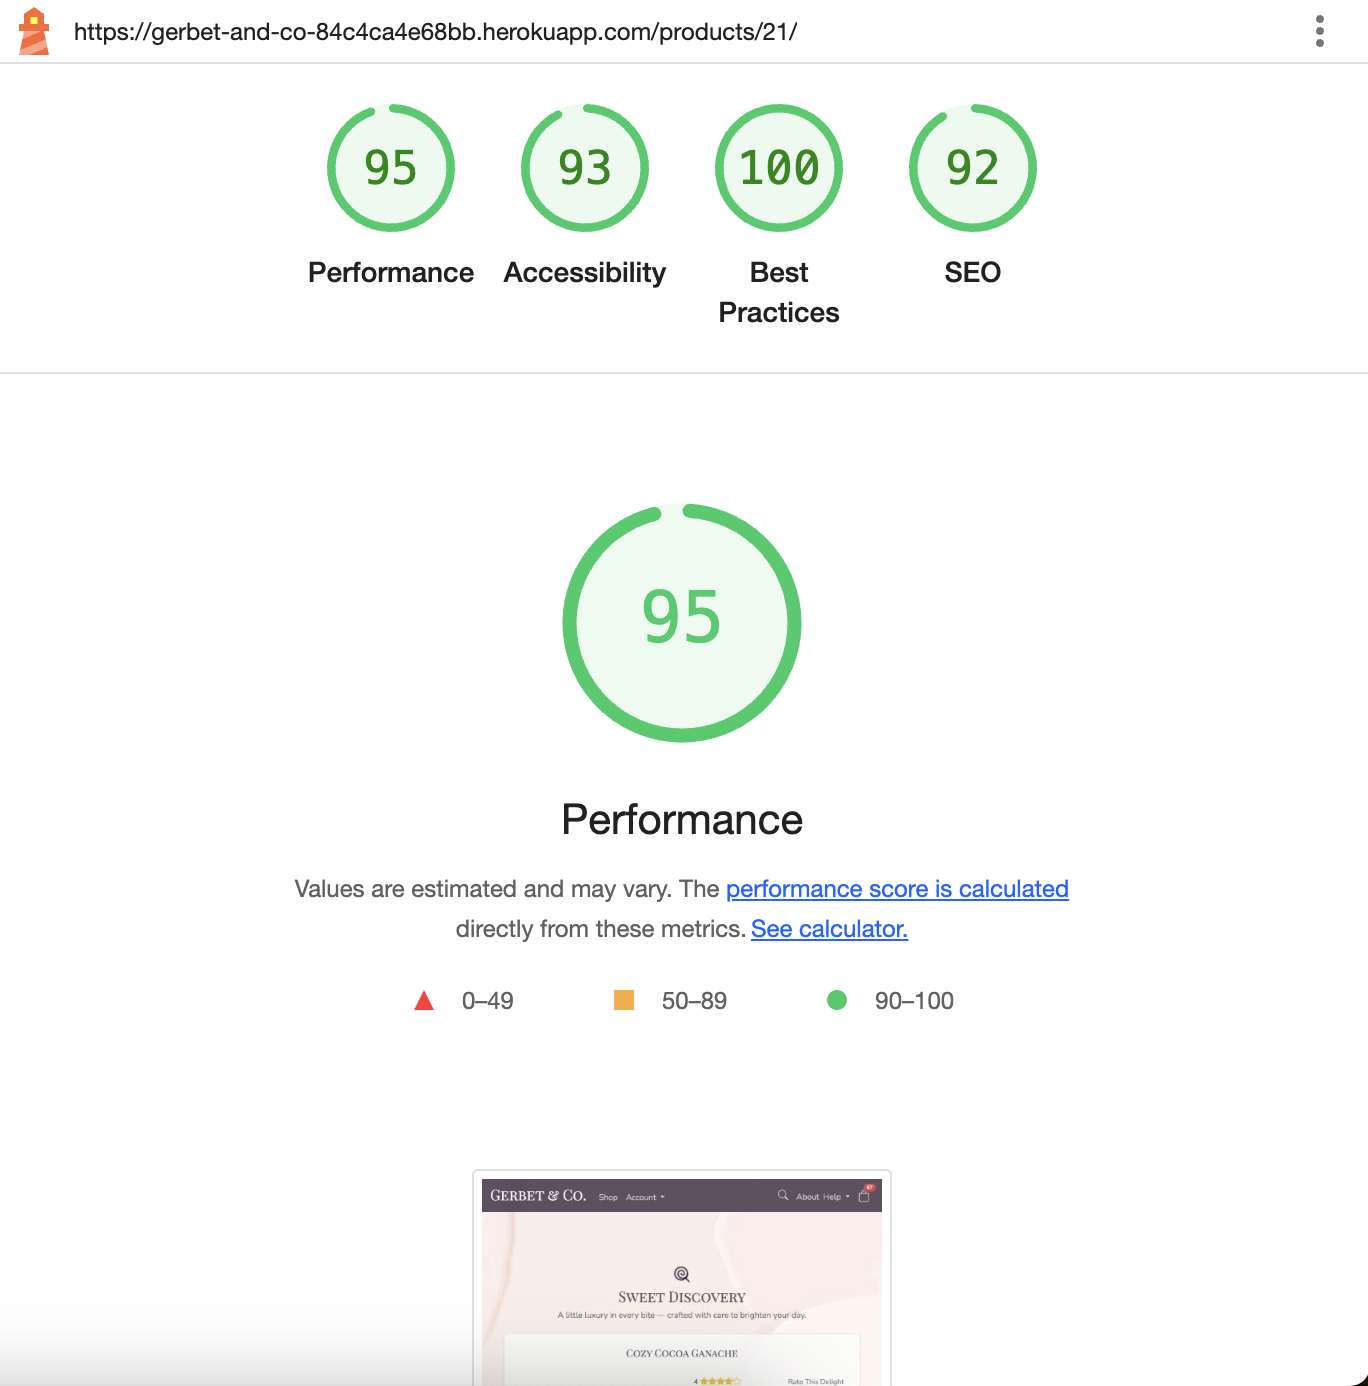 https://gerbet-and-co-84c4ca4e68bb.herokuapp.com/products/21/
95 93 100 92
Performance Accessibility Best Practices SEO
95
Performance
Values are estimated and may vary. The performance score is calculated
directly from these metrics. See calculator.
0–49 50–89 90–100
GERBET & CO. Shop Account About Help 47
SWEET DISCOVERY
A little luxury in every bite — crafted with care to brighten your day.
COZY COCOA GANACHE
4 Rate This Delight